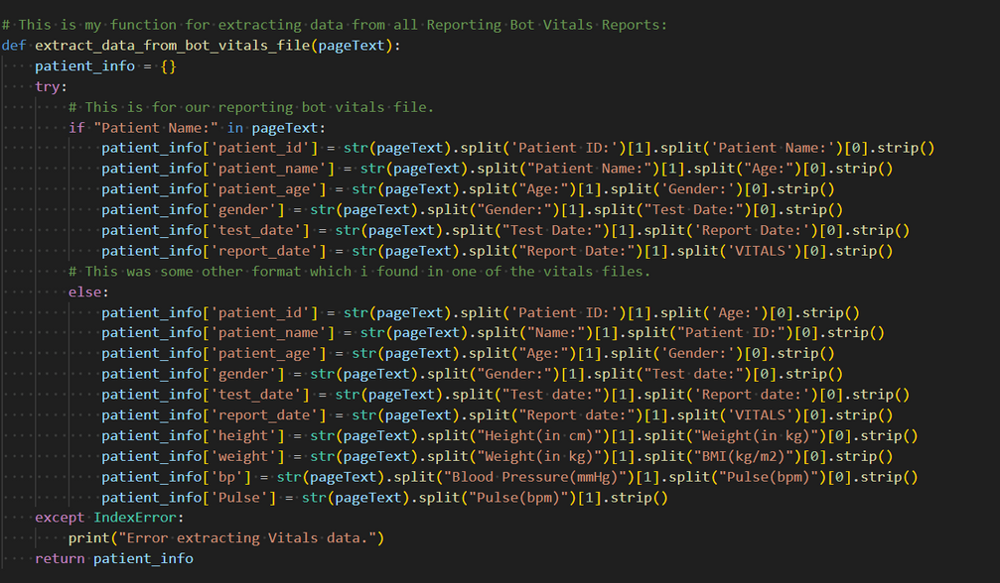 # This is my function for extracting data from all Reporting Bot Vitals Reports:
def extract_data_from_bot_vitals_file(pageText):
    patient_info = {}
    try:
        # This is for our reporting bot vitals file.
        if "Patient Name:" in pageText:
            patient_info['patient_id'] = str(pageText).split('Patient ID:')[1].split('Patient Name:')[0].strip()
            patient_info['patient_name'] = str(pageText).split("Patient Name:")[1].split("Age:")[0].strip()
            patient_info['patient_age'] = str(pageText).split("Age:")[1].split('Gender:')[0].strip()
            patient_info['gender'] = str(pageText).split("Gender:")[1].split("Test Date:")[0].strip()
            patient_info['test_date'] = str(pageText).split("Test Date:")[1].split('Report Date:')[0].strip()
            patient_info['report_date'] = str(pageText).split("Report Date:")[1].split('VITALS')[0].strip()
        # This was some other format which i found in one of the vitals files.
        else:
            patient_info['patient_id'] = str(pageText).split('Patient ID:')[1].split('Age:')[0].strip()
            patient_info['patient_name'] = str(pageText).split("Name:")[1].split("Patient ID:")[0].strip()
            patient_info['patient_age'] = str(pageText).split("Age:")[1].split('Gender:')[0].strip()
            patient_info['gender'] = str(pageText).split("Gender:")[1].split("Test date:")[0].strip()
            patient_info['test_date'] = str(pageText).split("Test date:")[1].split('Report date:')[0].strip()
            patient_info['report_date'] = str(pageText).split("Report date:")[1].split('VITALS')[0].strip()
            patient_info['height'] = str(pageText).split("Height(in cm)")[1].split("Weight(in kg)")[0].strip()
            patient_info['weight'] = str(pageText).split("Weight(in kg)")[1].split("BMI(kg/m2)")[0].strip()
            patient_info['bp'] = str(pageText).split("Blood Pressure(mmHg)")[1].split("Pulse(bpm)")[0].strip()
            patient_info['Pulse'] = str(pageText).split("Pulse(bpm)")[1].strip()
    except IndexError:
        print("Error extracting Vitals data.")
    return patient_info